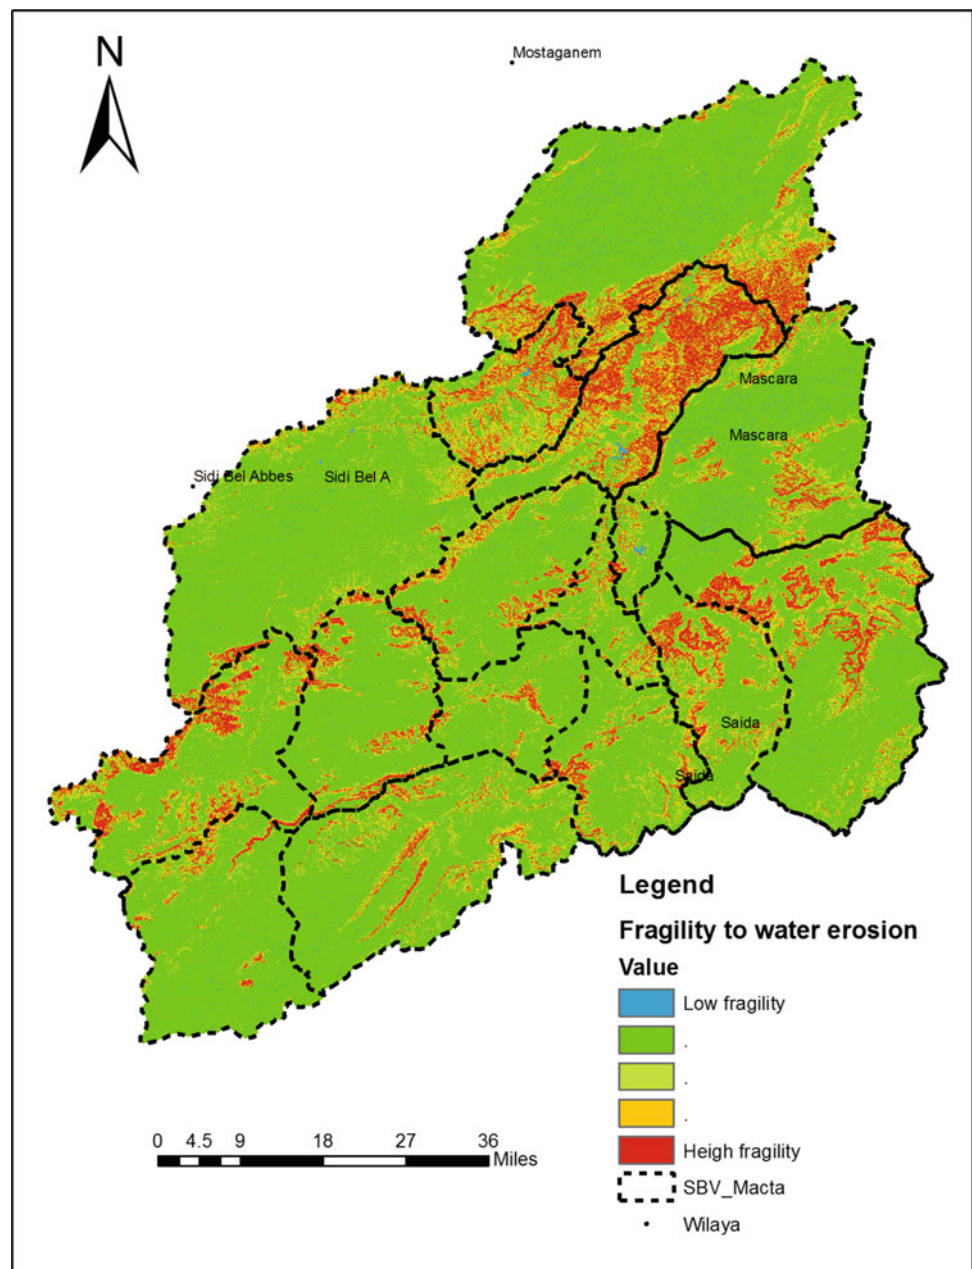 N
Mostaganem
Mascara
Mascara
Sidi Bel Abbes
Sidi Bel A
Saida
Saida
Legend
Fragility to water erosion
Value
Low fragility
.
.
.
Heigh fragility
SBV_Macta
Wilaya
0 4.5 9 18 27 36
Miles